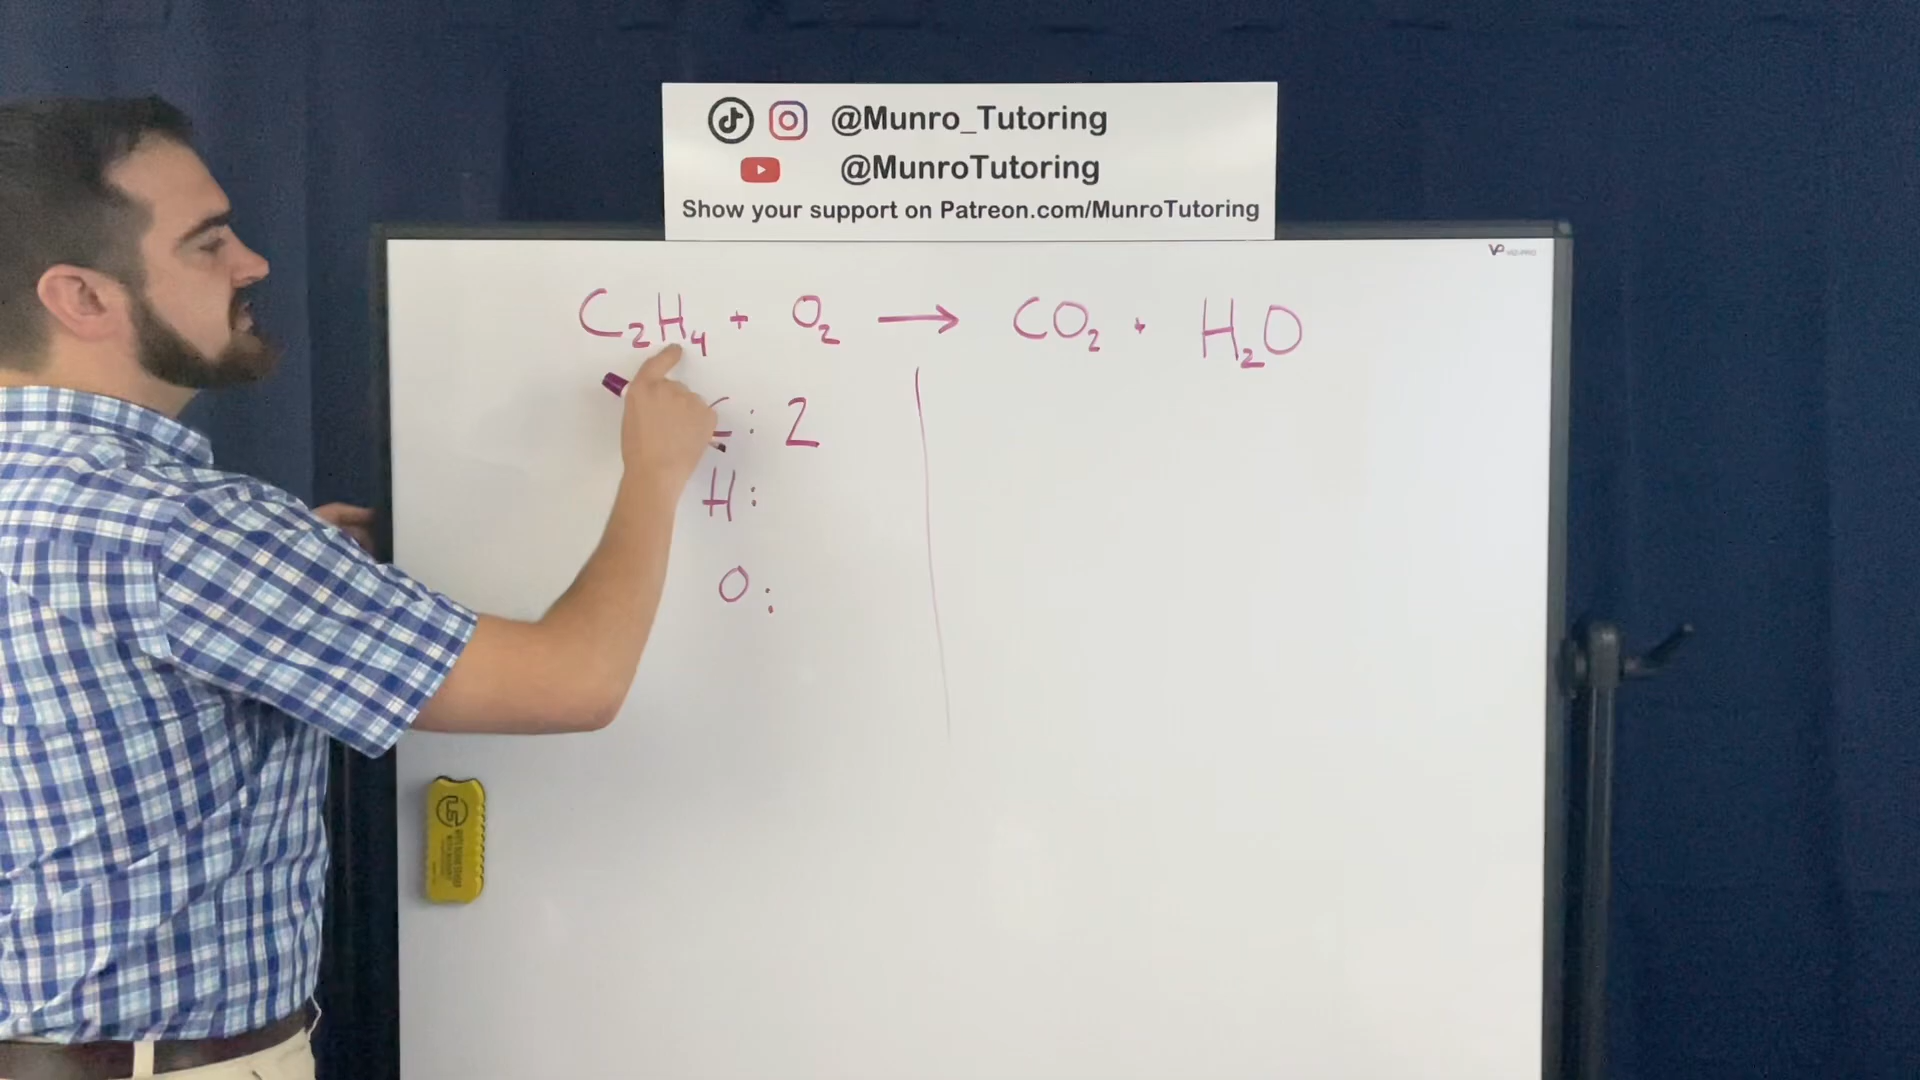 @Munro_Tutoring
@MunroTutoring
Show your support on Patreon.com/MunroTutoring
C₂H₄ + O₂ → CO₂ + H₂O
C: 2
H:
O: